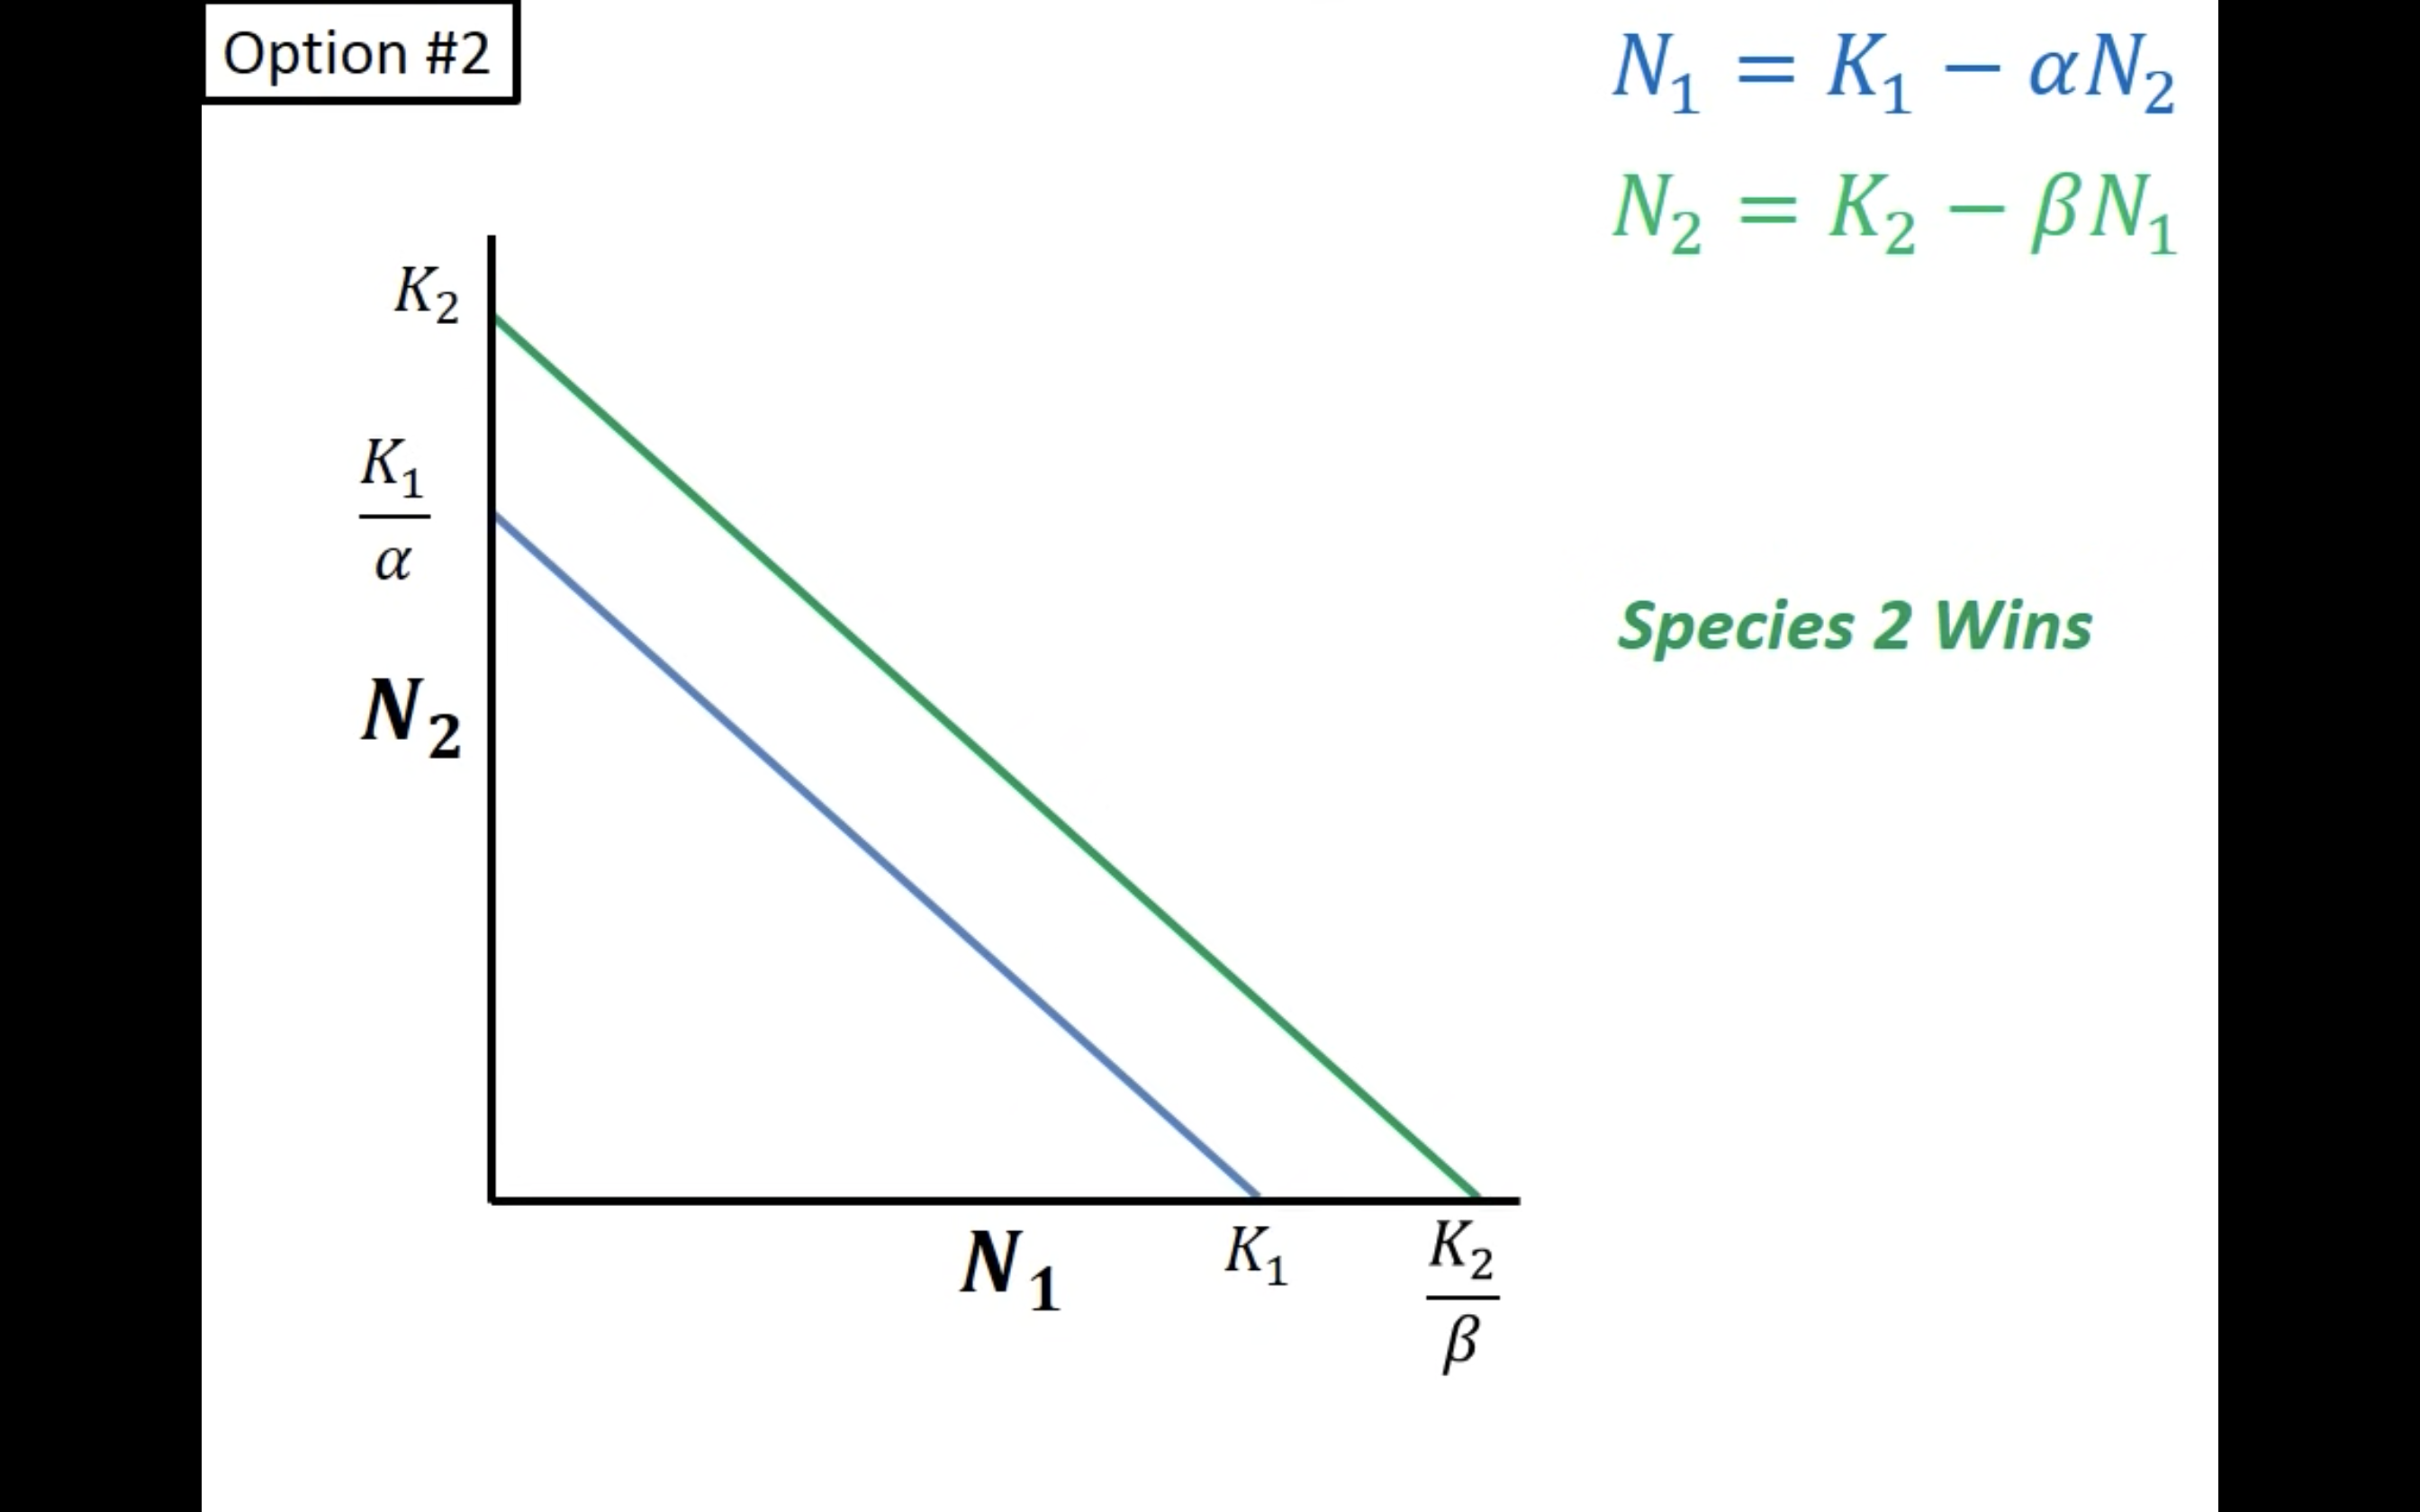 Option #2
N₁ = K₁ − αN₂
N₂ = K₂ − βN₁
K₂
K₁
α
Species 2 Wins
N₂
N₁
K₁
K₂
β